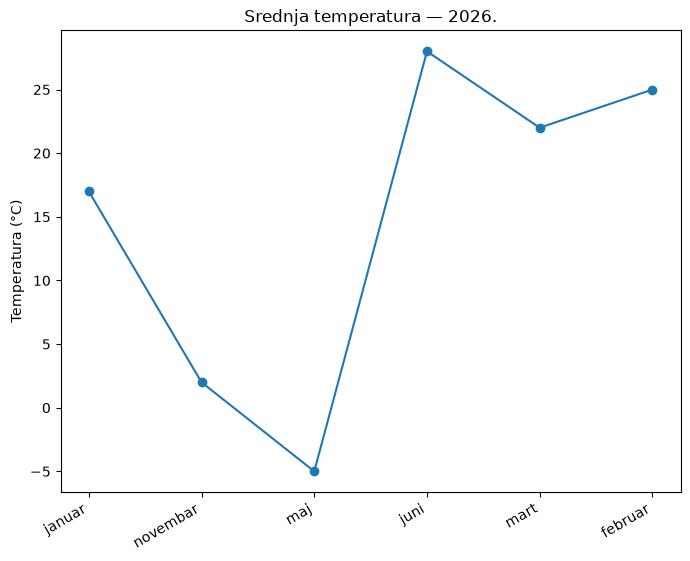 Srednja temperatura — 2026.
Temperatura (°C)
25
20
15
10
5
0
−5
januar
novembar
maj
juni
mart
februar